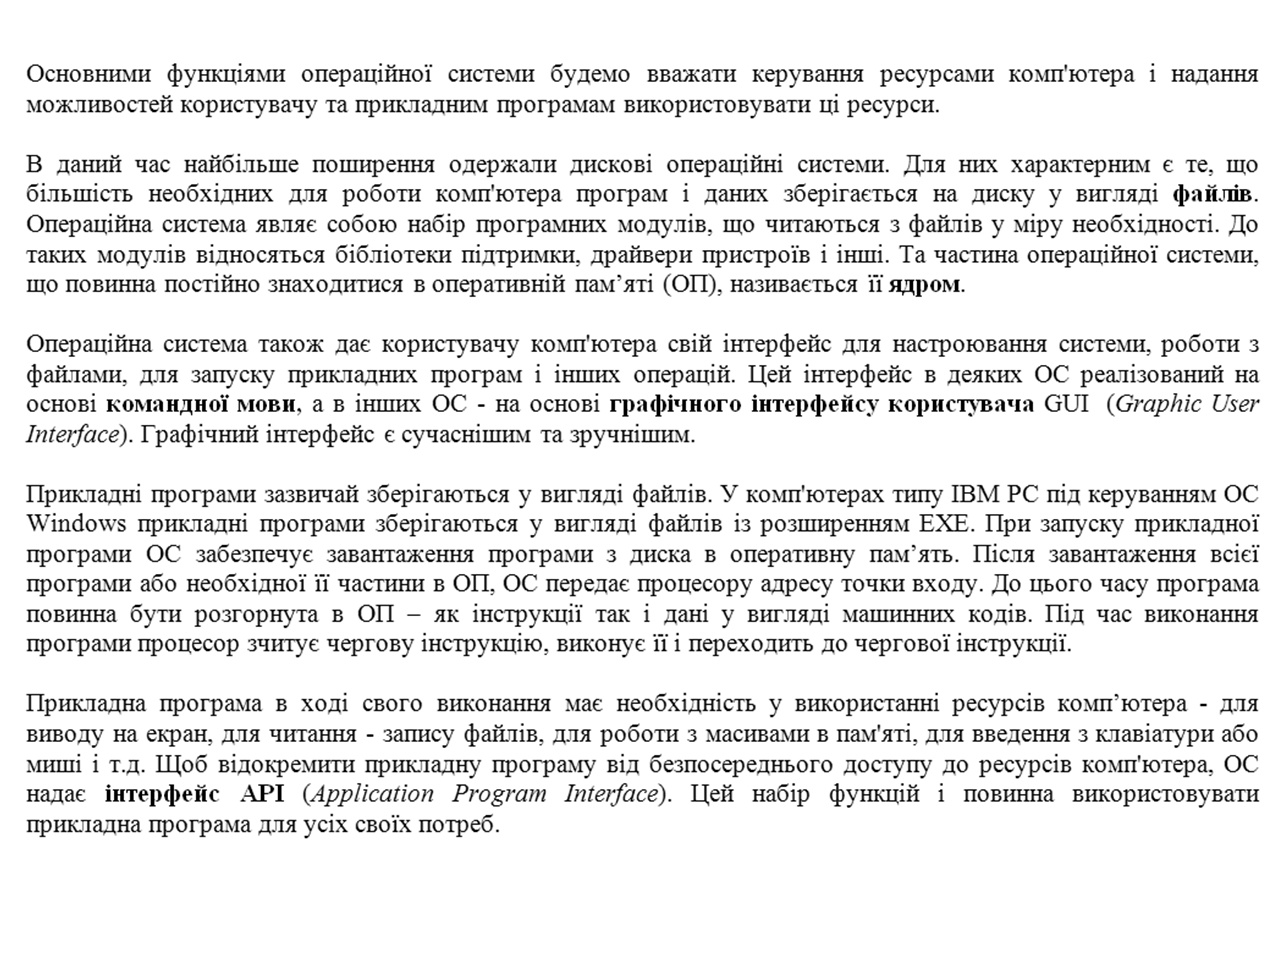 Основними функціями операційної системи будемо вважати керування ресурсами комп'ютера і надання
можливостей користувачу та прикладним програмам використовувати ці ресурси.
В даний час найбільше поширення одержали дискові операційні системи. Для них характерним є те, що
більшість необхідних для роботи комп'ютера програм і даних зберігається на диску у вигляді файлів.
Операційна система являє собою набір програмних модулів, що читаються з файлів у міру необхідності. До
таких модулів відносяться бібліотеки підтримки, драйвери пристроїв і інші. Та частина операційної системи,
що повинна постійно знаходитися в оперативній пам’яті (ОП), називається її ядром.
Операційна система також дає користувачу комп'ютера свій інтерфейс для настроювання системи, роботи з
файлами, для запуску прикладних програм і інших операцій. Цей інтерфейс в деяких ОС реалізований на
основі командної мови, а в інших ОС - на основі графічного інтерфейсу користувача GUI (Graphic User
Interface). Графічний інтерфейс є сучаснішим та зручнішим.
Прикладні програми зазвичай зберігаються у вигляді файлів. У комп'ютерах типу IBM PC під керуванням ОС
Windows прикладні програми зберігаються у вигляді файлів із розширенням EXE. При запуску прикладної
програми ОС забезпечує завантаження програми з диска в оперативну пам’ять. Після завантаження всієї
програми або необхідної її частини в ОП, ОС передає процесору адресу точки входу. До цього часу програма
повинна бути розгорнута в ОП – як інструкції так і дані у вигляді машинних кодів. Під час виконання
програми процесор зчитує чергову інструкцію, виконує її і переходить до чергової інструкції.
Прикладна програма в ході свого виконання має необхідність у використанні ресурсів комп’ютера - для
виводу на екран, для читання - запису файлів, для роботи з масивами в пам'яті, для введення з клавіатури або
миші і т.д. Щоб відокремити прикладну програму від безпосереднього доступу до ресурсів комп'ютера, ОС
надає інтерфейс API (Application Program Interface). Цей набір функцій і повинна використовувати
прикладна програма для усіх своїх потреб.